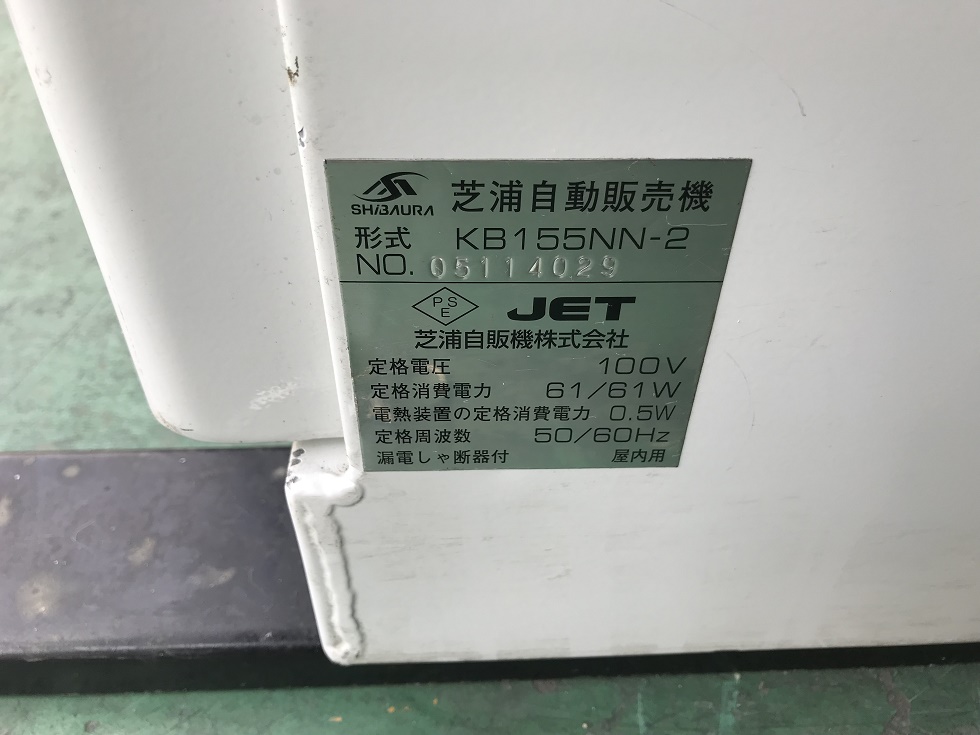 SHIBAURA 芝浦自動販売機
形式 KB155NN-2
NO. 05114029
PSE JET
芝浦自販機株式会社
定格電圧 100V
定格消費電力 61/61W
電熱装置の定格消費電力 0.5W
定格周波数 50/60Hz
漏電しゃ断器付 屋内用